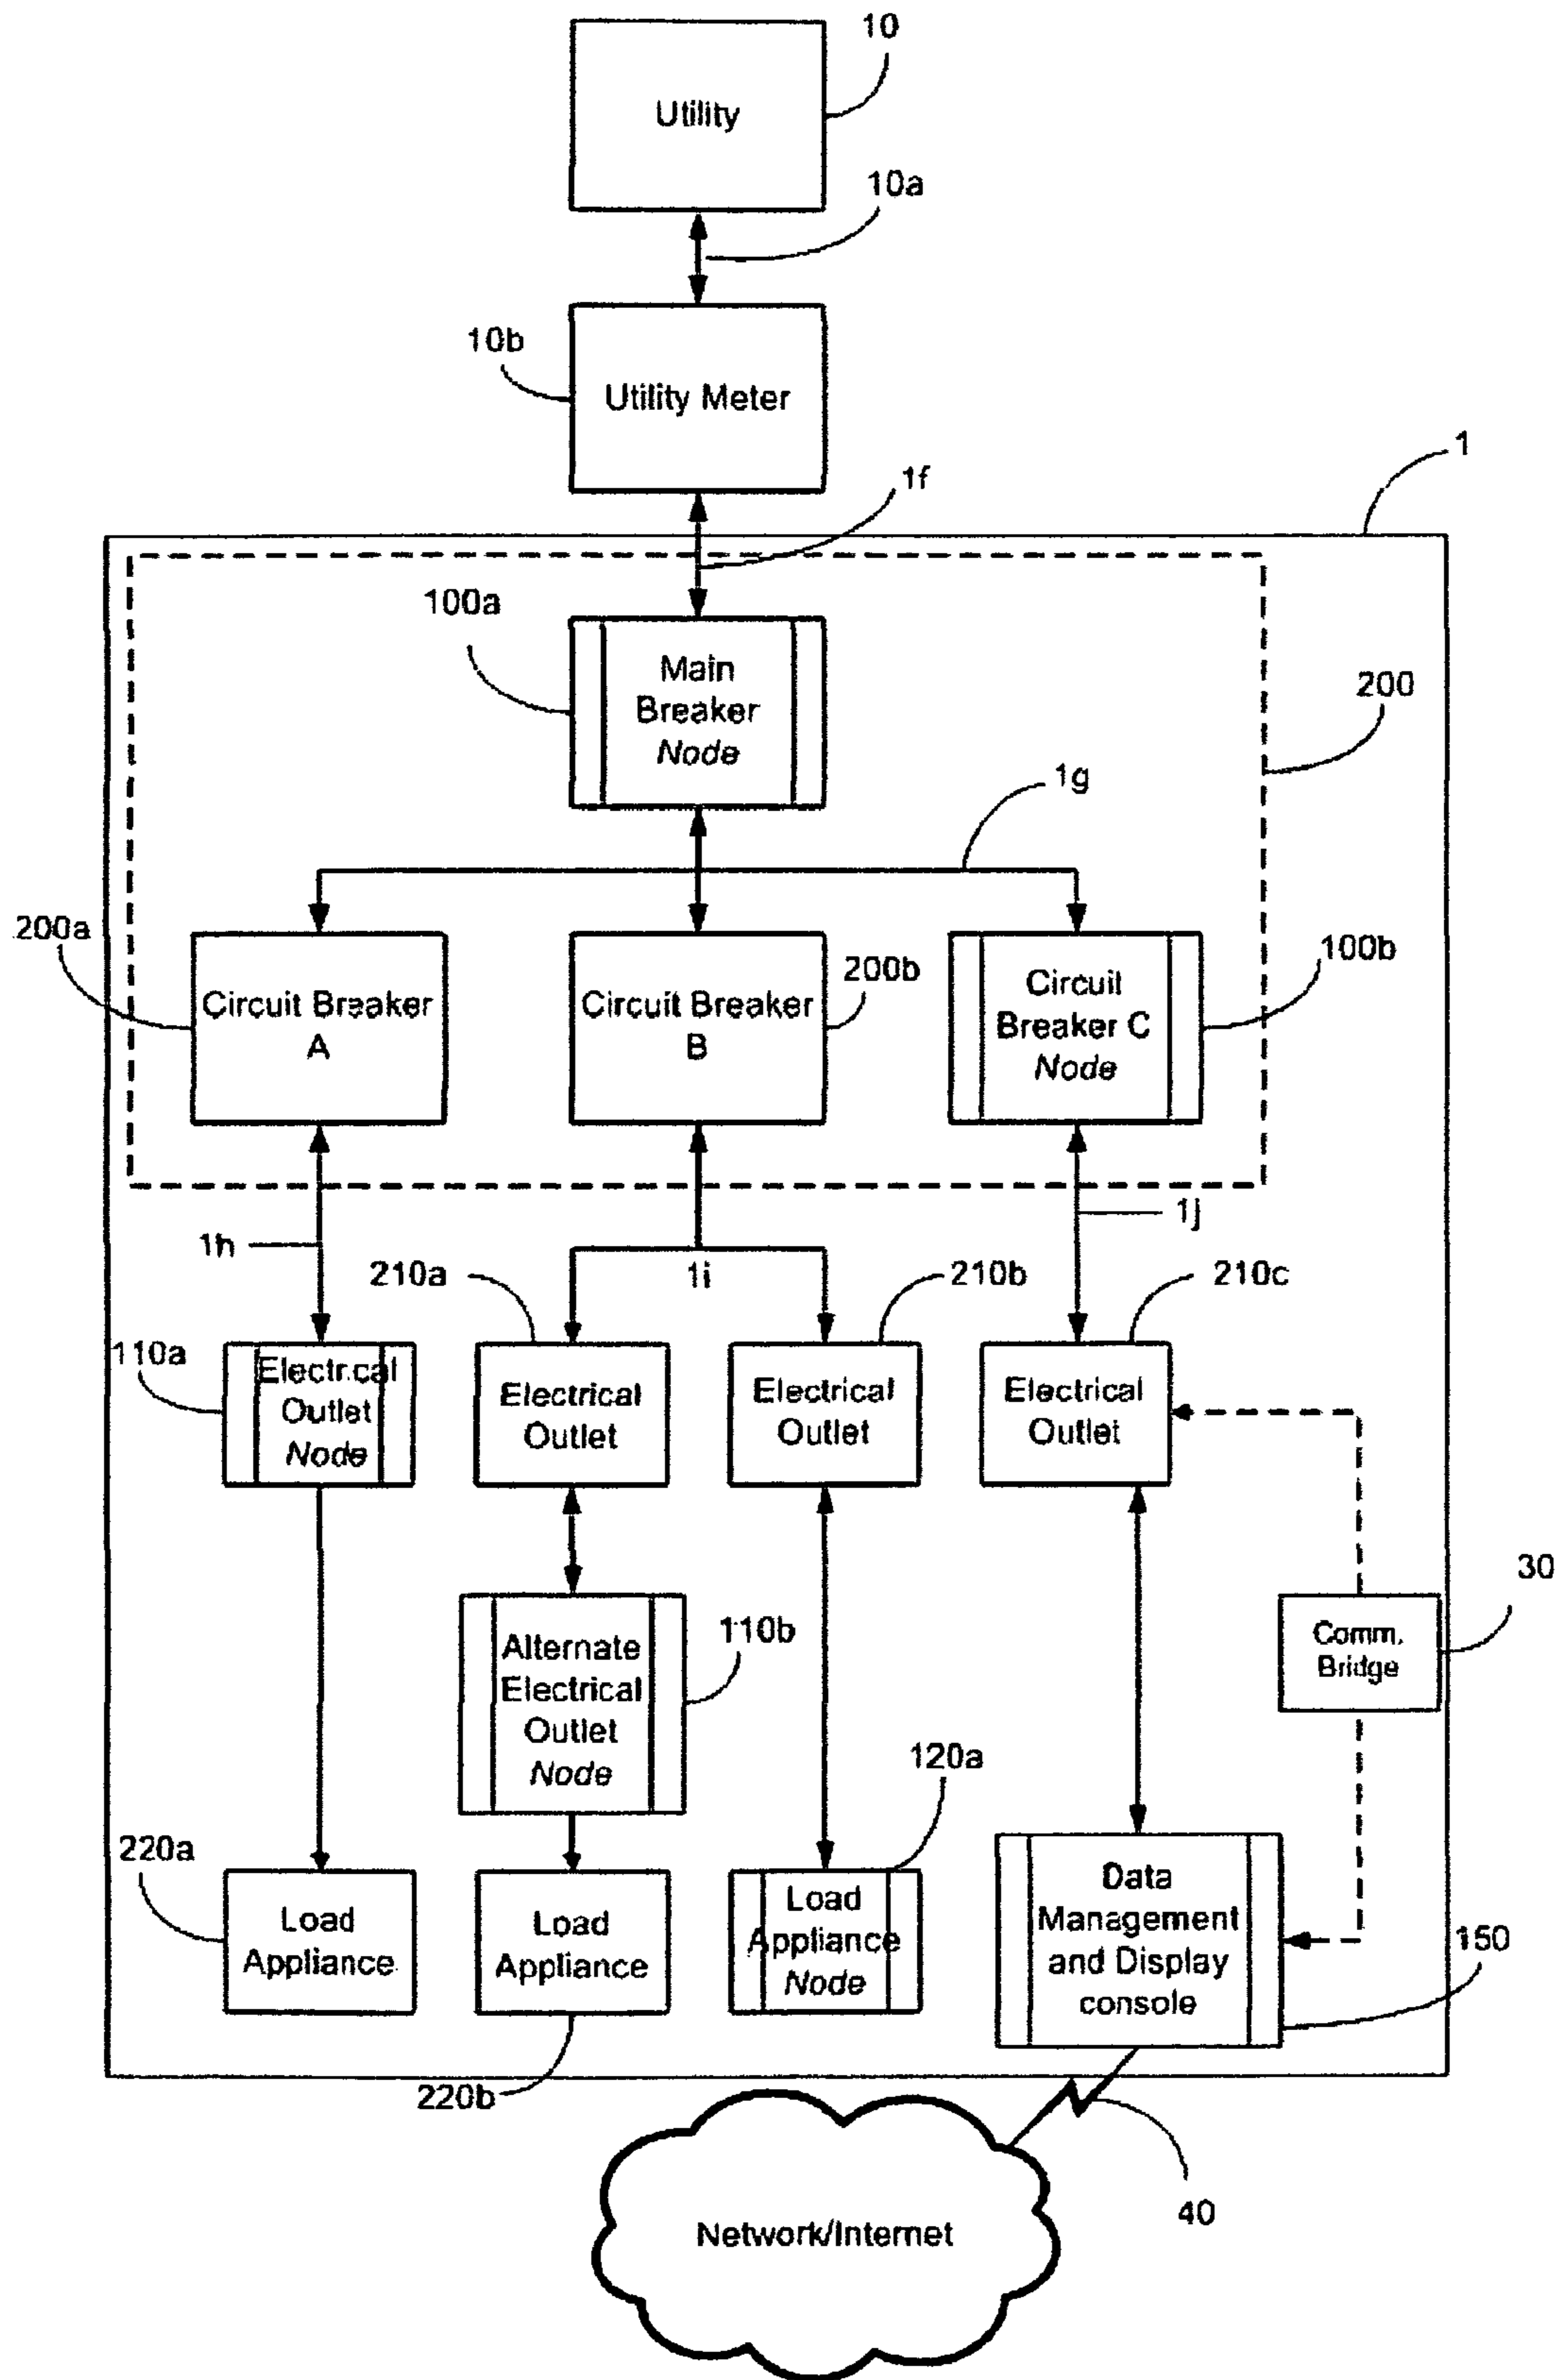 10
Utility
10a
10b
Utility Meter
1
1f
100a
Main
Breaker
Node
200
1g
200a
Circuit Breaker
A
Circuit Breaker
B
200b
Circuit
Breaker C
Node
100b
1h
1j
210a
1i
210b
210c
110a
Electrical
Outlet
Node
Electrical
Outlet
Electrical
Outlet
Electrical
Outlet
30
Comm.
Bridge
Alternate
Electrical
Outlet
Node
110b
120a
220a
Load
Appliance
Load
Appliance
Load
Appliance
Node
Data
Management
and Display
console
150
220b
40
Network/Internet